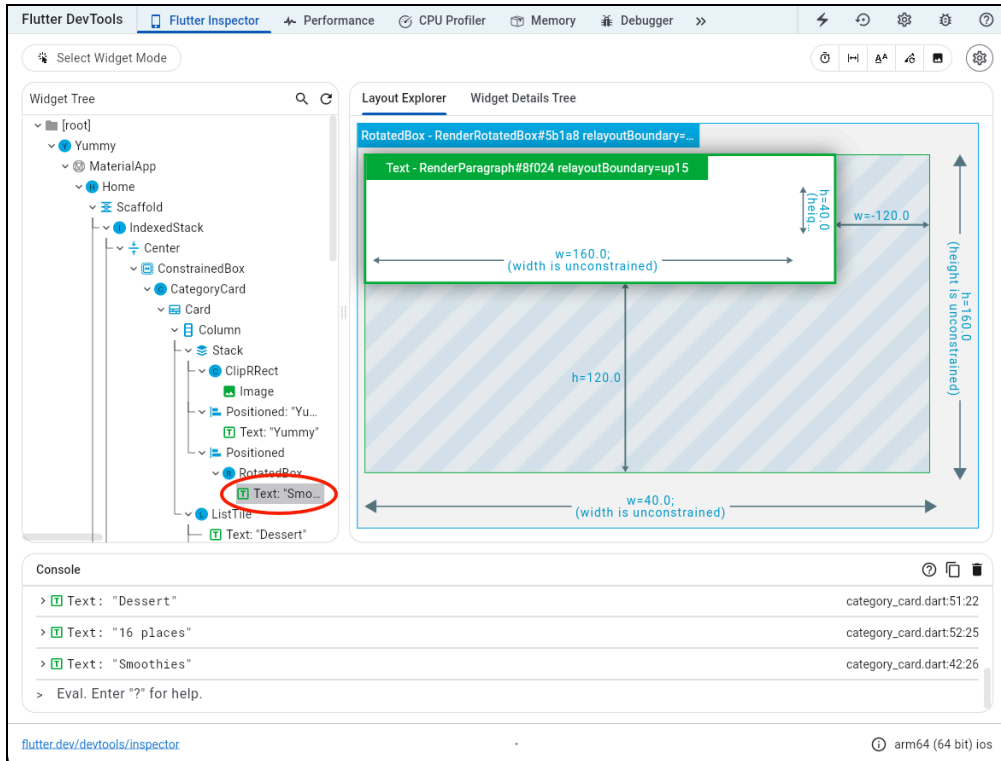 Flutter DevTools Flutter Inspector Performance CPU Profiler Memory Debugger »
Select Widget Mode
Widget Tree
[root]
Yummy
MaterialApp
Home
Scaffold
IndexedStack
Center
ConstrainedBox
CategoryCard
Card
Column
Stack
ClipRRect
Image
Positioned: "Yu...
Text: "Yummy"
Positioned
RotatedBox
Text: "Smo...
ListTile
Text: "Dessert"
Layout Explorer Widget Details Tree
RotatedBox - RenderRotatedBox#5b1a8 relayoutBoundary=...
Text - RenderParagraph#8f024 relayoutBoundary=up15
h=40.0
(heig...
w=-120.0
w=160.0;
(width is unconstrained)
h=160.0
(height is unconstrained)
h=120.0
w=40.0;
(width is unconstrained)
Console
> Text: "Dessert" category_card.dart:51:22
> Text: "16 places" category_card.dart:52:25
> Text: "Smoothies" category_card.dart:42:26
> Eval. Enter "?" for help.
flutter.dev/devtools/inspector arm64 (64 bit) ios